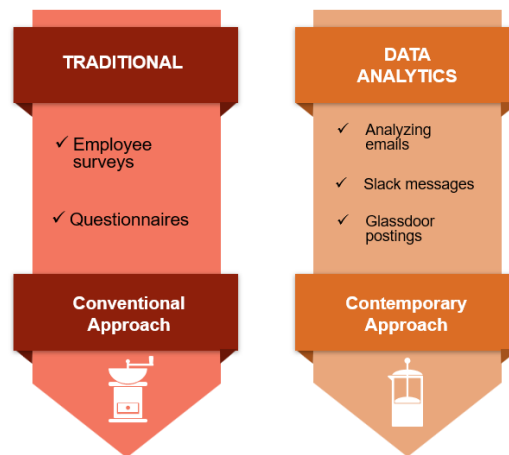 TRADITIONAL
✓ Employee
surveys
✓ Questionnaires
Conventional
Approach
DATA
ANALYTICS
✓ Analyzing
emails
✓ Slack messages
✓ Glassdoor
postings
Contemporary
Approach